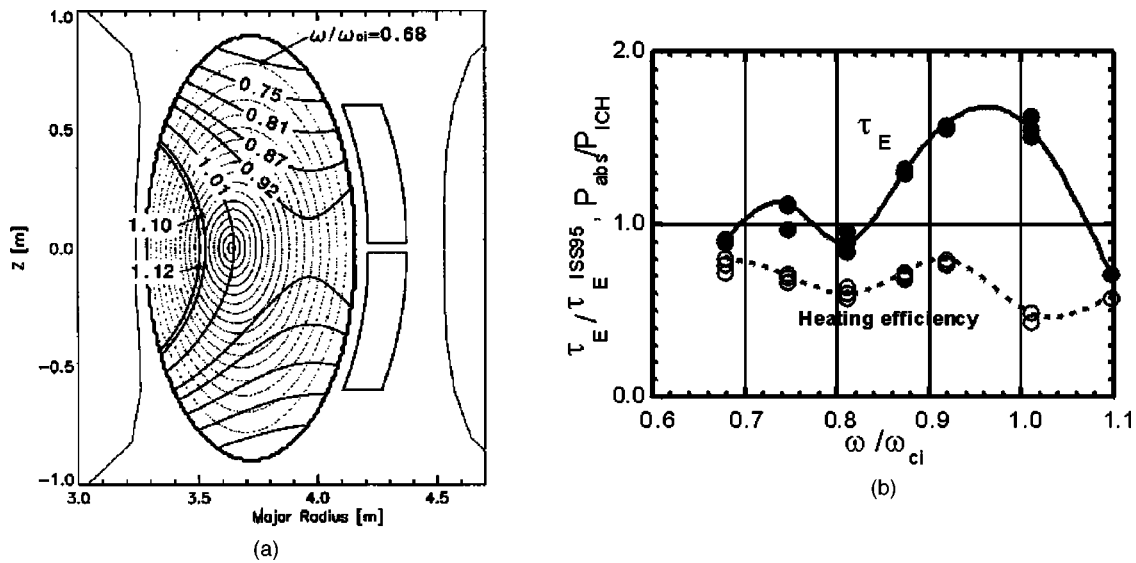 1.0
0.5
0.0
−0.5
−1.0
Z [m]
ω/ωci=0.68
0.75
0.81
0.87
0.92
1.01
1.10
1.12
3.0 3.5 4.0 4.5
Major Radius [m]
(a)
2.0
1.0
0.0
τE / τE ISS95 , Pabs/PICH
τE
Heating efficiency
0.6 0.7 0.8 0.9 1.0 1.1
ω/ωci
(b)